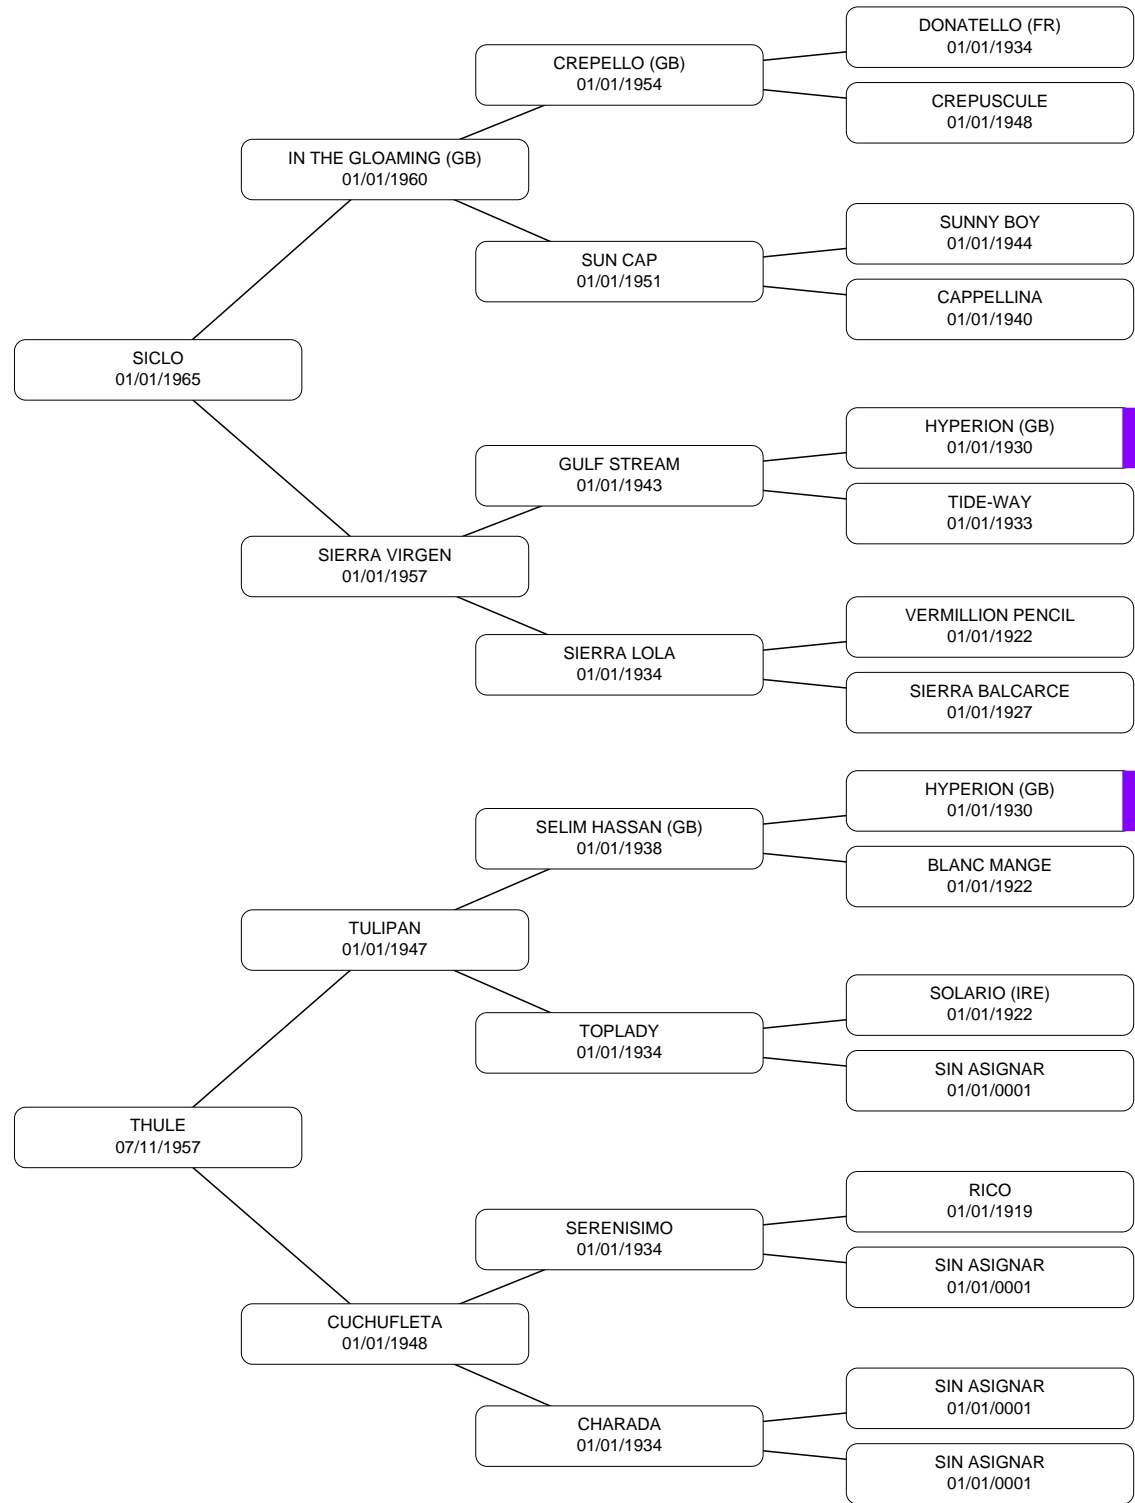 DONATELLO (FR)
01/01/1934
CREPELLO (GB)
01/01/1954
CREPUSCULE
01/01/1948
IN THE GLOAMING (GB)
01/01/1960
SUNNY BOY
01/01/1944
SUN CAP
01/01/1951
CAPPELLINA
01/01/1940
SICLO
01/01/1965
HYPERION (GB)
01/01/1930
GULF STREAM
01/01/1943
TIDE-WAY
01/01/1933
SIERRA VIRGEN
01/01/1957
VERMILLION PENCIL
01/01/1922
SIERRA LOLA
01/01/1934
SIERRA BALCARCE
01/01/1927
HYPERION (GB)
01/01/1930
SELIM HASSAN (GB)
01/01/1938
BLANC MANGE
01/01/1922
TULIPAN
01/01/1947
SOLARIO (IRE)
01/01/1922
TOPLADY
01/01/1934
SIN ASIGNAR
01/01/0001
THULE
07/11/1957
RICO
01/01/1919
SERENISIMO
01/01/1934
SIN ASIGNAR
01/01/0001
CUCHUFLETA
01/01/1948
SIN ASIGNAR
01/01/0001
CHARADA
01/01/1934
SIN ASIGNAR
01/01/0001